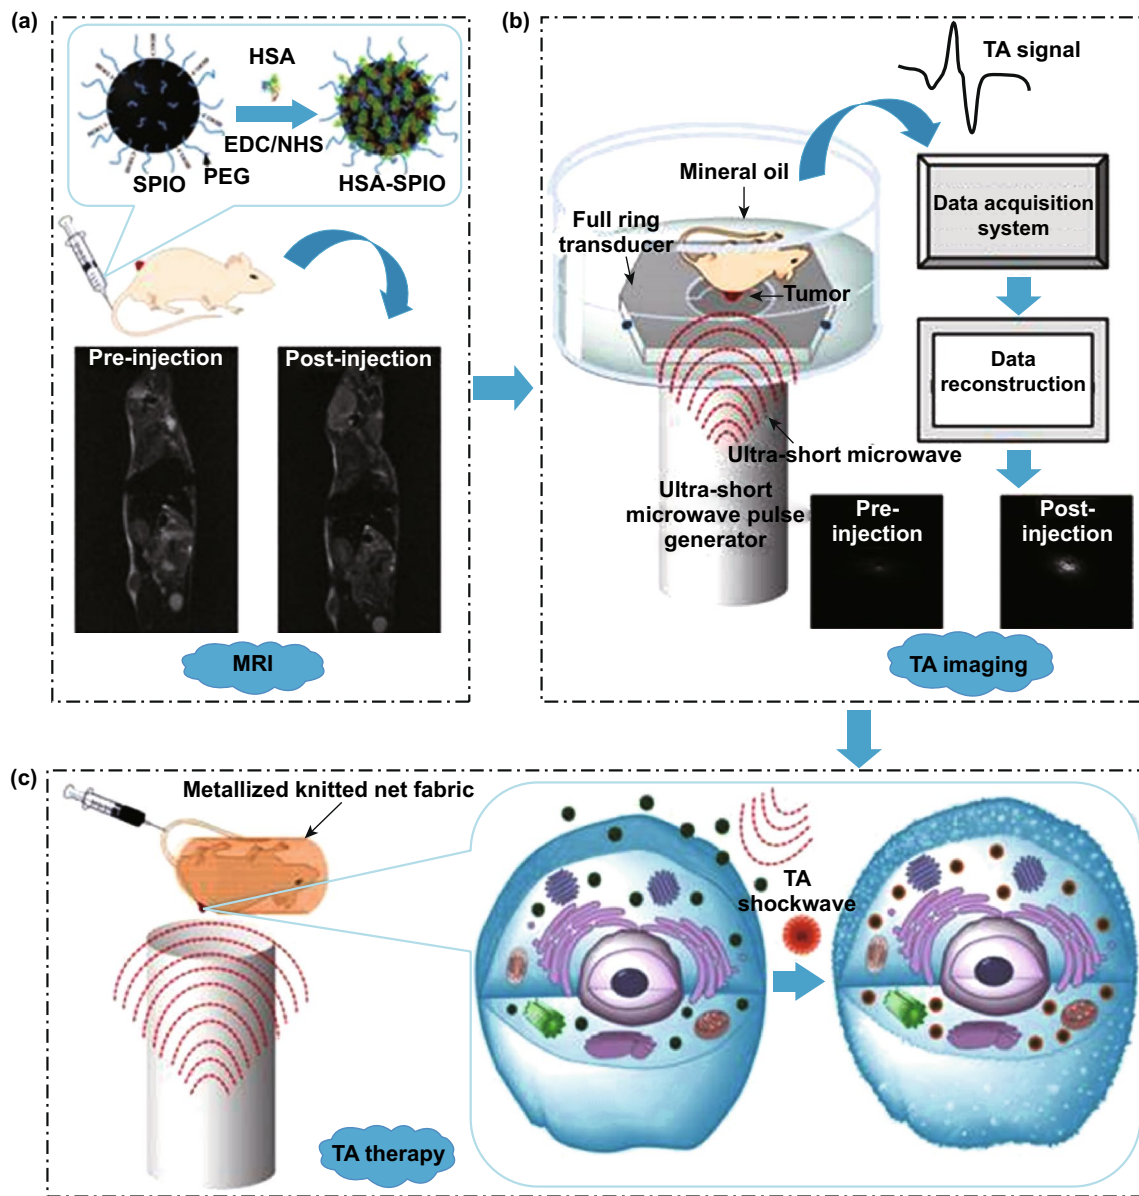 (a)
HSA
EDC/NHS
PEG
SPIO
HSA-SPIO
Pre-injection
Post-injection
MRI
(b)
TA signal
Mineral oil
Full ring
transducer
Tumor
Data acquisition
system
Data
reconstruction
Ultra-short microwave
Ultra-short
microwave pulse
generator
Pre-
injection
Post-
injection
TA imaging
(c)
Metallized knitted net fabric
TA
shockwave
TA therapy